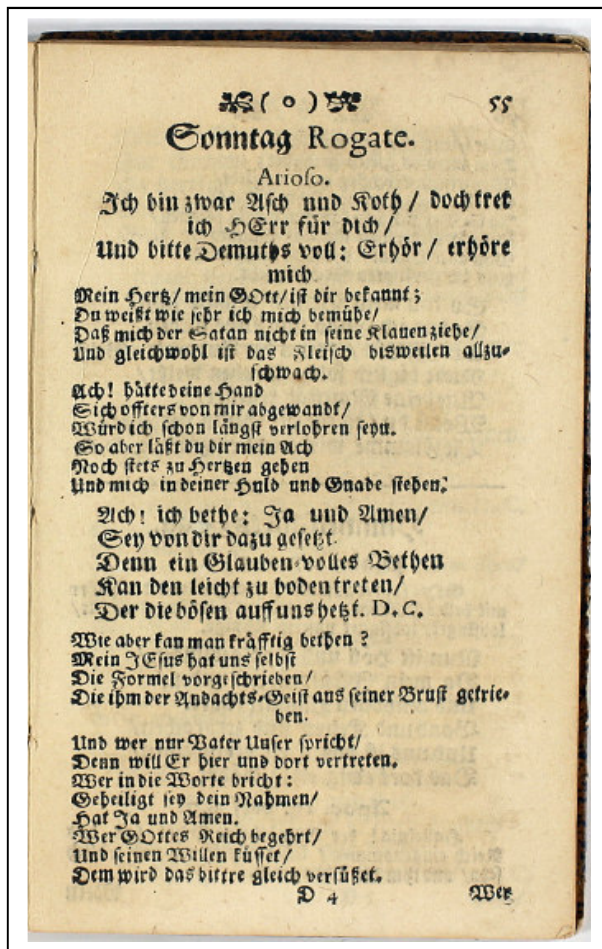 ( o ) 55
Sonntag Rogate.
Arioso.
Ich bin zwar Asch und Koth / doch tret
ich HErr für dich /
Und bitte Demuths voll: Erhör / erhöre
mich
Mein Hertz / mein GOtt / ist dir bekannt;
Du weißt wie sehr ich mich bemühe /
Daß mich der Satan nicht in seine Klauen ziehe /
Und gleichwohl ist das Fleisch bisweilen allzu-
schwach.
Ach! hätte deine Hand
Sich offters von mir abgewandt /
Würd ich schon längst verlohren seyn.
So aber läßt du dir mein Ach
Noch stets zu Hertzen gehen
Und mich in deiner Huld und Gnade stehen.
Ach! ich bethe: Ja und Amen /
Sey von dir dazu gesetzt.
Denn ein Glauben-volles Bethen
Kan den leicht zu boden treten /
Der die bösen auff uns hetzt. D. C.
Wie aber kan man kräfftig bethen ?
Mein JEsus hat uns selbst
Die Formel vorgeschrieben /
Die ihm der Andachts-Geist aus seiner Brust getrie-
ben.
Und wer nur Vater Unser spricht /
Denn will Er hier und dort vertreten.
Wer in die Worte bricht:
Geheiligt sey dein Nahmen /
Hat Ja und Amen.
Wer GOttes Reich begehrt /
Und seinen Willen küsset /
Dem wird das bittre gleich versüßet.
D 4 Wer